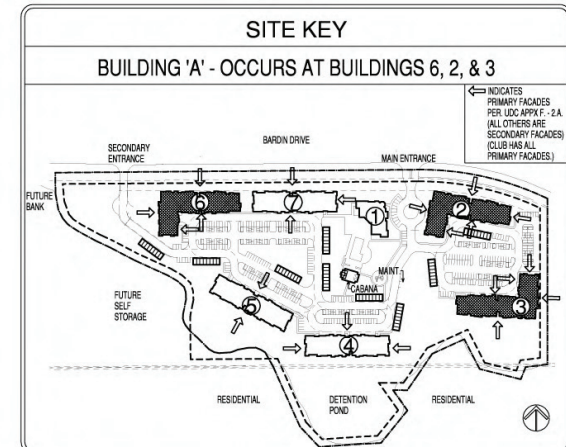 SITE KEY
BUILDING 'A' - OCCURS AT BUILDINGS 6, 2, & 3
INDICATES
PRIMARY FACADES
PER. UDC APPX F. - 2.A.
(ALL OTHERS ARE
SECONDARY FACADES)
(CLUB HAS ALL
PRIMARY FACADES.)
SECONDARY
ENTRANCE
BARDIN DRIVE
MAIN ENTRANCE
FUTURE
BANK
6
7
1
2
MAINT.
CABANA
3
FUTURE
SELF
STORAGE
5
4
RESIDENTIAL
DETENTION
POND
RESIDENTIAL